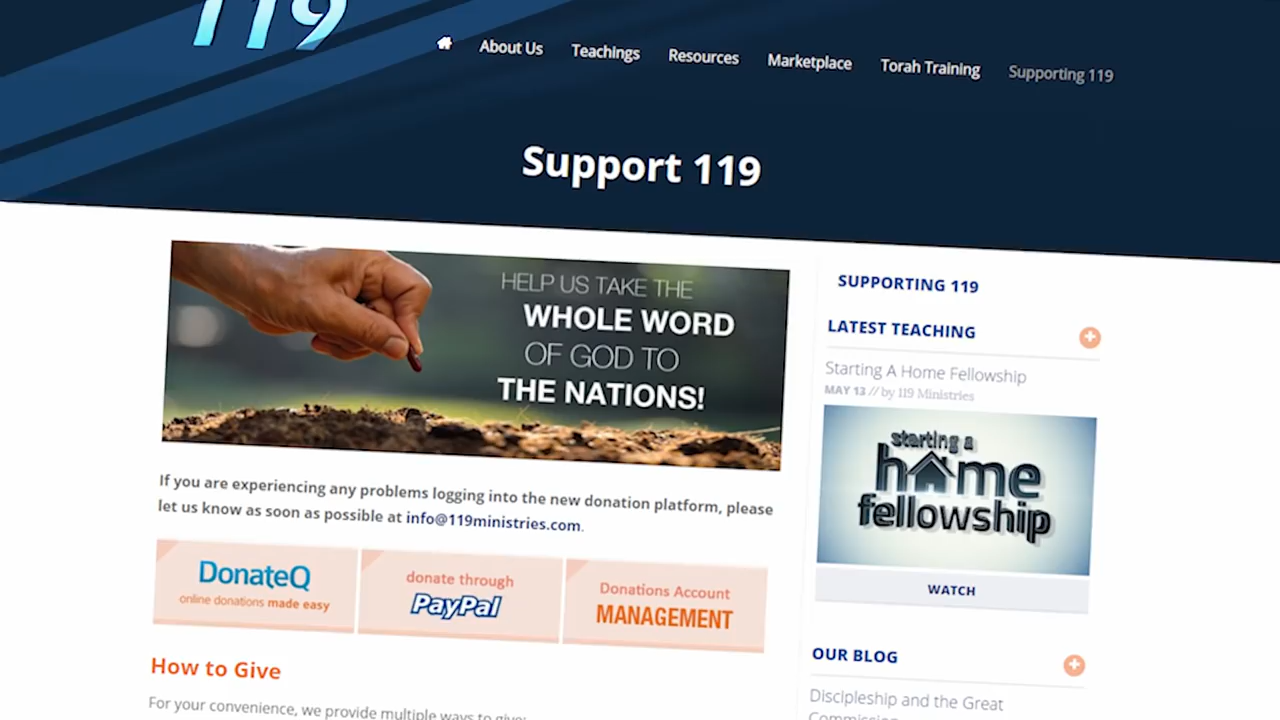 119
About Us Teachings Resources Marketplace Torah Training Supporting 119
Support 119
HELP US TAKE THE
WHOLE WORD
OF GOD TO
THE NATIONS!
If you are experiencing any problems logging into the new donation platform, please
let us know as soon as possible at info@119ministries.com.
DonateQ
online donations made easy
donate through
PayPal
Donations Account
MANAGEMENT
How to Give
For your convenience, we provide multiple ways to give:
SUPPORTING 119
LATEST TEACHING
Starting A Home Fellowship
MAY 13 // by 119 Ministries
starting a
home
fellowship
WATCH
OUR BLOG
Discipleship and the Great
Commission